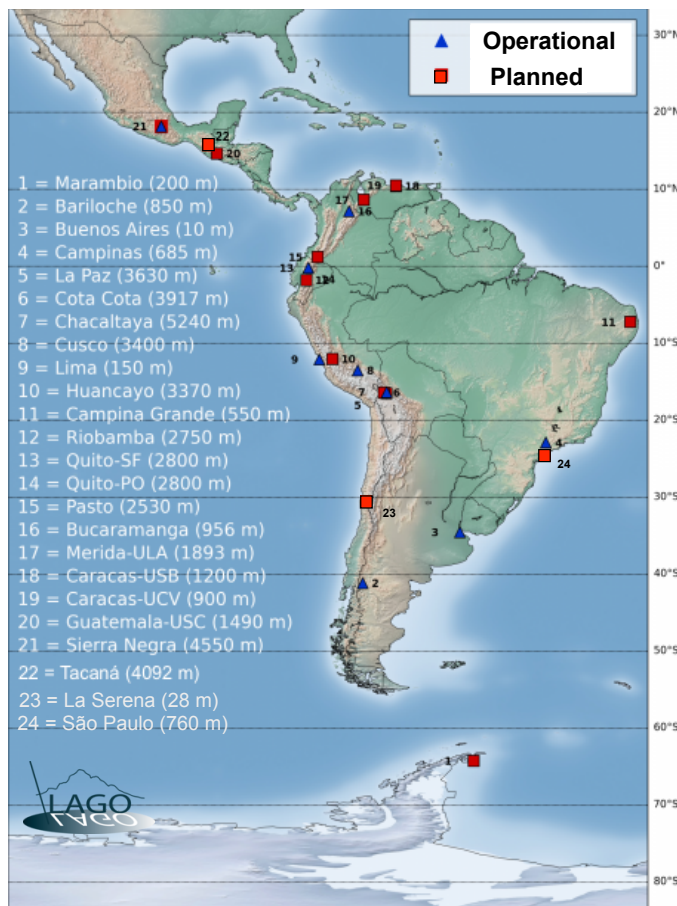 Operational
Planned
30°N
20°N
10°N
0°
10°S
20°S
30°S
40°S
50°S
60°S
70°S
80°S
21
22
20
19
18
17
16
15
13
14
11
10
9
8
7
6
5
4
24
23
3
2
1
1 = Marambio (200 m)
2 = Bariloche (850 m)
3 = Buenos Aires (10 m)
4 = Campinas (685 m)
5 = La Paz (3630 m)
6 = Cota Cota (3917 m)
7 = Chacaltaya (5240 m)
8 = Cusco (3400 m)
9 = Lima (150 m)
10 = Huancayo (3370 m)
11 = Campina Grande (550 m)
12 = Riobamba (2750 m)
13 = Quito-SF (2800 m)
14 = Quito-PO (2800 m)
15 = Pasto (2530 m)
16 = Bucaramanga (956 m)
17 = Merida-ULA (1893 m)
18 = Caracas-USB (1200 m)
19 = Caracas-UCV (900 m)
20 = Guatemala-USC (1490 m)
21 = Sierra Negra (4550 m)
22 = Tacaná (4092 m)
23 = La Serena (28 m)
24 = São Paulo (760 m)
LAGO